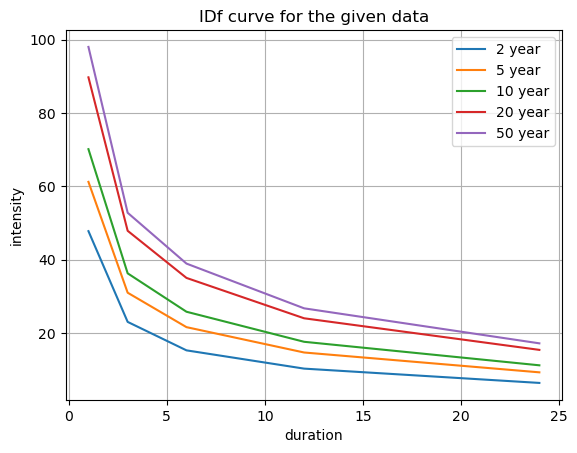 IDf curve for the given data
100
80
60
40
20
intensity
2 year
5 year
10 year
20 year
50 year
0
5
10
15
20
25
duration